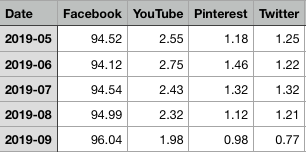 Date Facebook YouTube Pinterest Twitter
2019-05 94.52 2.55 1.18 1.25
2019-06 94.12 2.75 1.46 1.22
2019-07 94.54 2.43 1.32 1.32
2019-08 94.99 2.32 1.12 1.21
2019-09 96.04 1.98 0.98 0.77